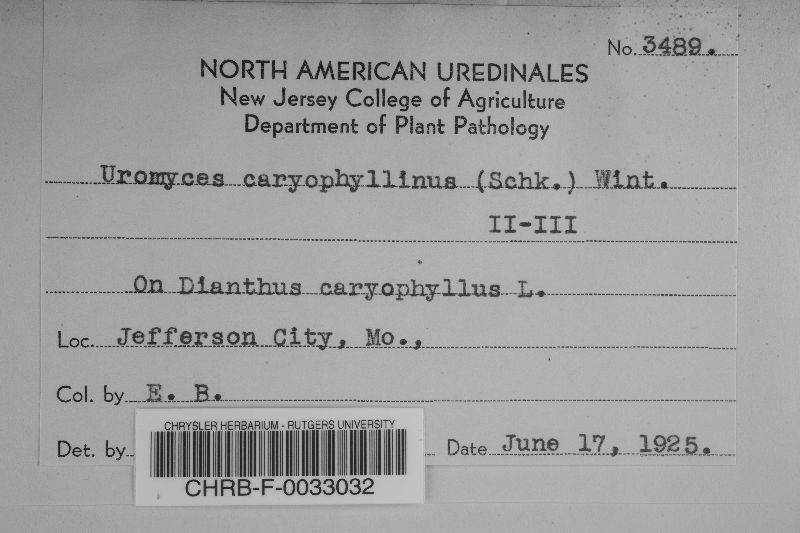 No. 3489.
NORTH AMERICAN UREDINALES
New Jersey College of Agriculture
Department of Plant Pathology
Uromyces caryophyllinus (Schk.) Wint.
II-III
On Dianthus caryophyllus L.
Loc. Jefferson City, Mo.,
Col. by E. B.
Det. by
Date June 17, 1925.
CHRYSLER HERBARIUM - RUTGERS UNIVERSITY
CHRB-F-0033032